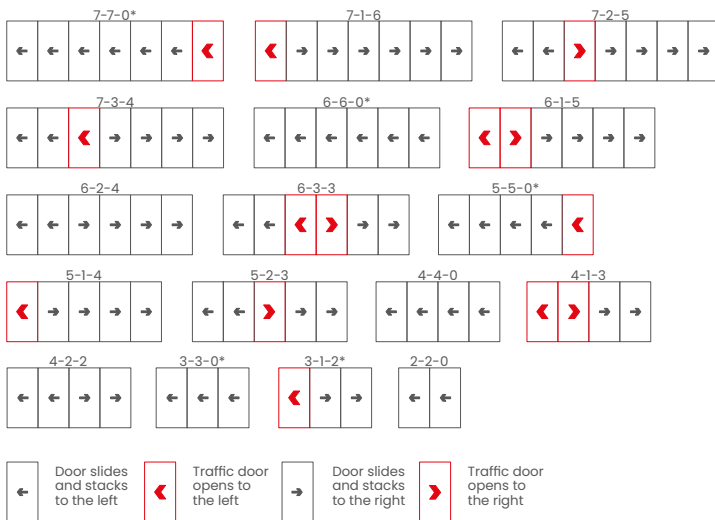 7-7-0*
7-1-6
7-2-5
7-3-4
6-6-0*
6-1-5
6-2-4
6-3-3
5-5-0*
5-1-4
5-2-3
4-4-0
4-1-3
4-2-2
3-3-0*
3-1-2*
2-2-0
Door slides
and stacks
to the left
Traffic door
opens to
the left
Door slides
and stacks
to the right
Traffic door
opens to
the right